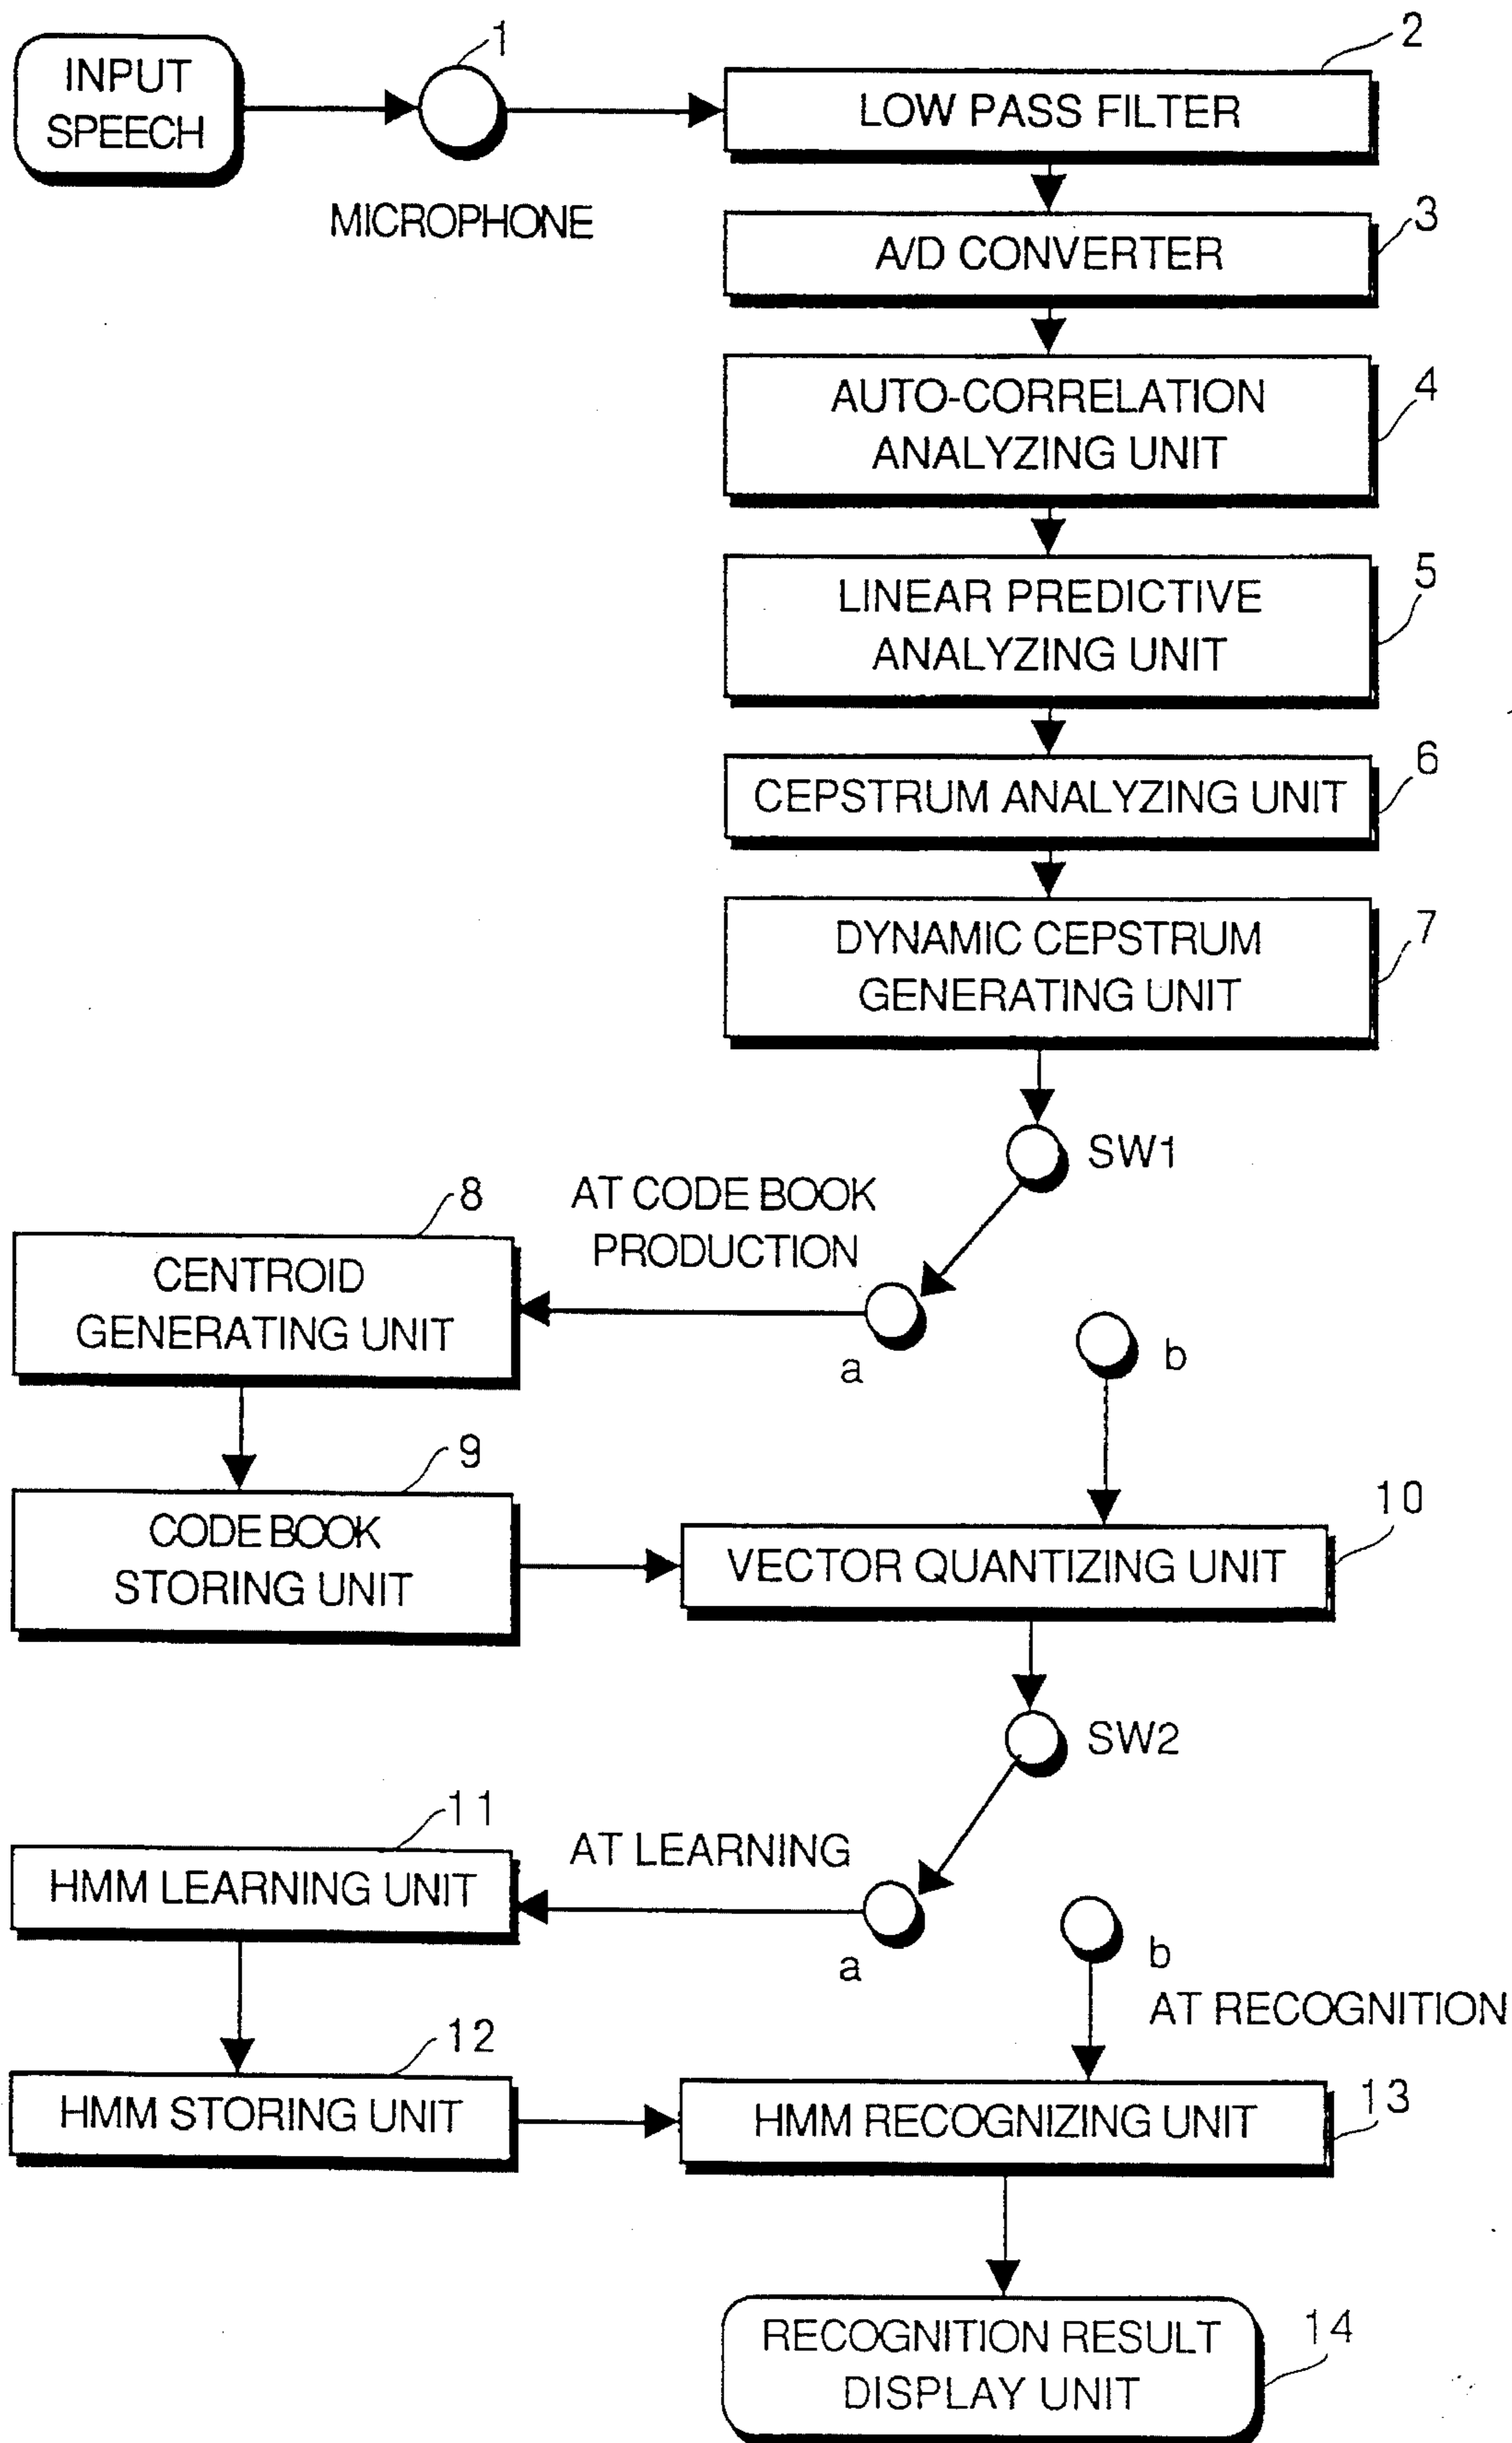 1
2
INPUT
SPEECH
LOW PASS FILTER
MICROPHONE
3
A/D CONVERTER
4
AUTO-CORRELATION
ANALYZING UNIT
5
LINEAR PREDICTIVE
ANALYZING UNIT
6
CEPSTRUM ANALYZING UNIT
7
DYNAMIC CEPSTRUM
GENERATING UNIT
SW1
8
AT CODE BOOK
PRODUCTION
CENTROID
GENERATING UNIT
a
b
9
CODE BOOK
STORING UNIT
10
VECTOR QUANTIZING UNIT
SW2
11
AT LEARNING
HMM LEARNING UNIT
a
b
AT RECOGNITION
12
HMM STORING UNIT
13
HMM RECOGNIZING UNIT
14
RECOGNITION RESULT
DISPLAY UNIT